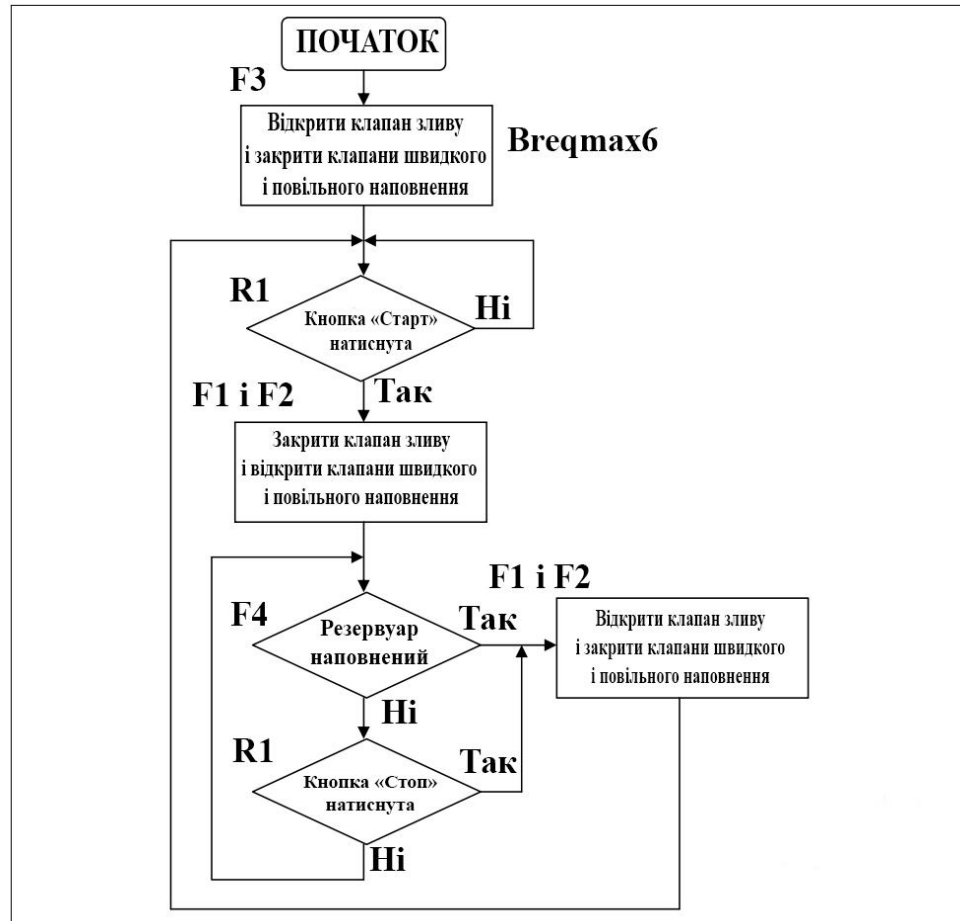 ПОЧАТОК
F3
Відкрити клапан зливу
і закрити клапани швидкого
і повільного наповнення
Breqmax6
R1
Кнопка «Старт»
натиснута
Ні
Так
F1 і F2
Закрити клапан зливу
і відкрити клапани швидкого
і повільного наповнення
F4
Резервуар
наповнений
Так
F1 і F2
Відкрити клапан зливу
і закрити клапани швидкого
і повільного наповнення
Ні
R1
Кнопка «Стоп»
натиснута
Так
Ні